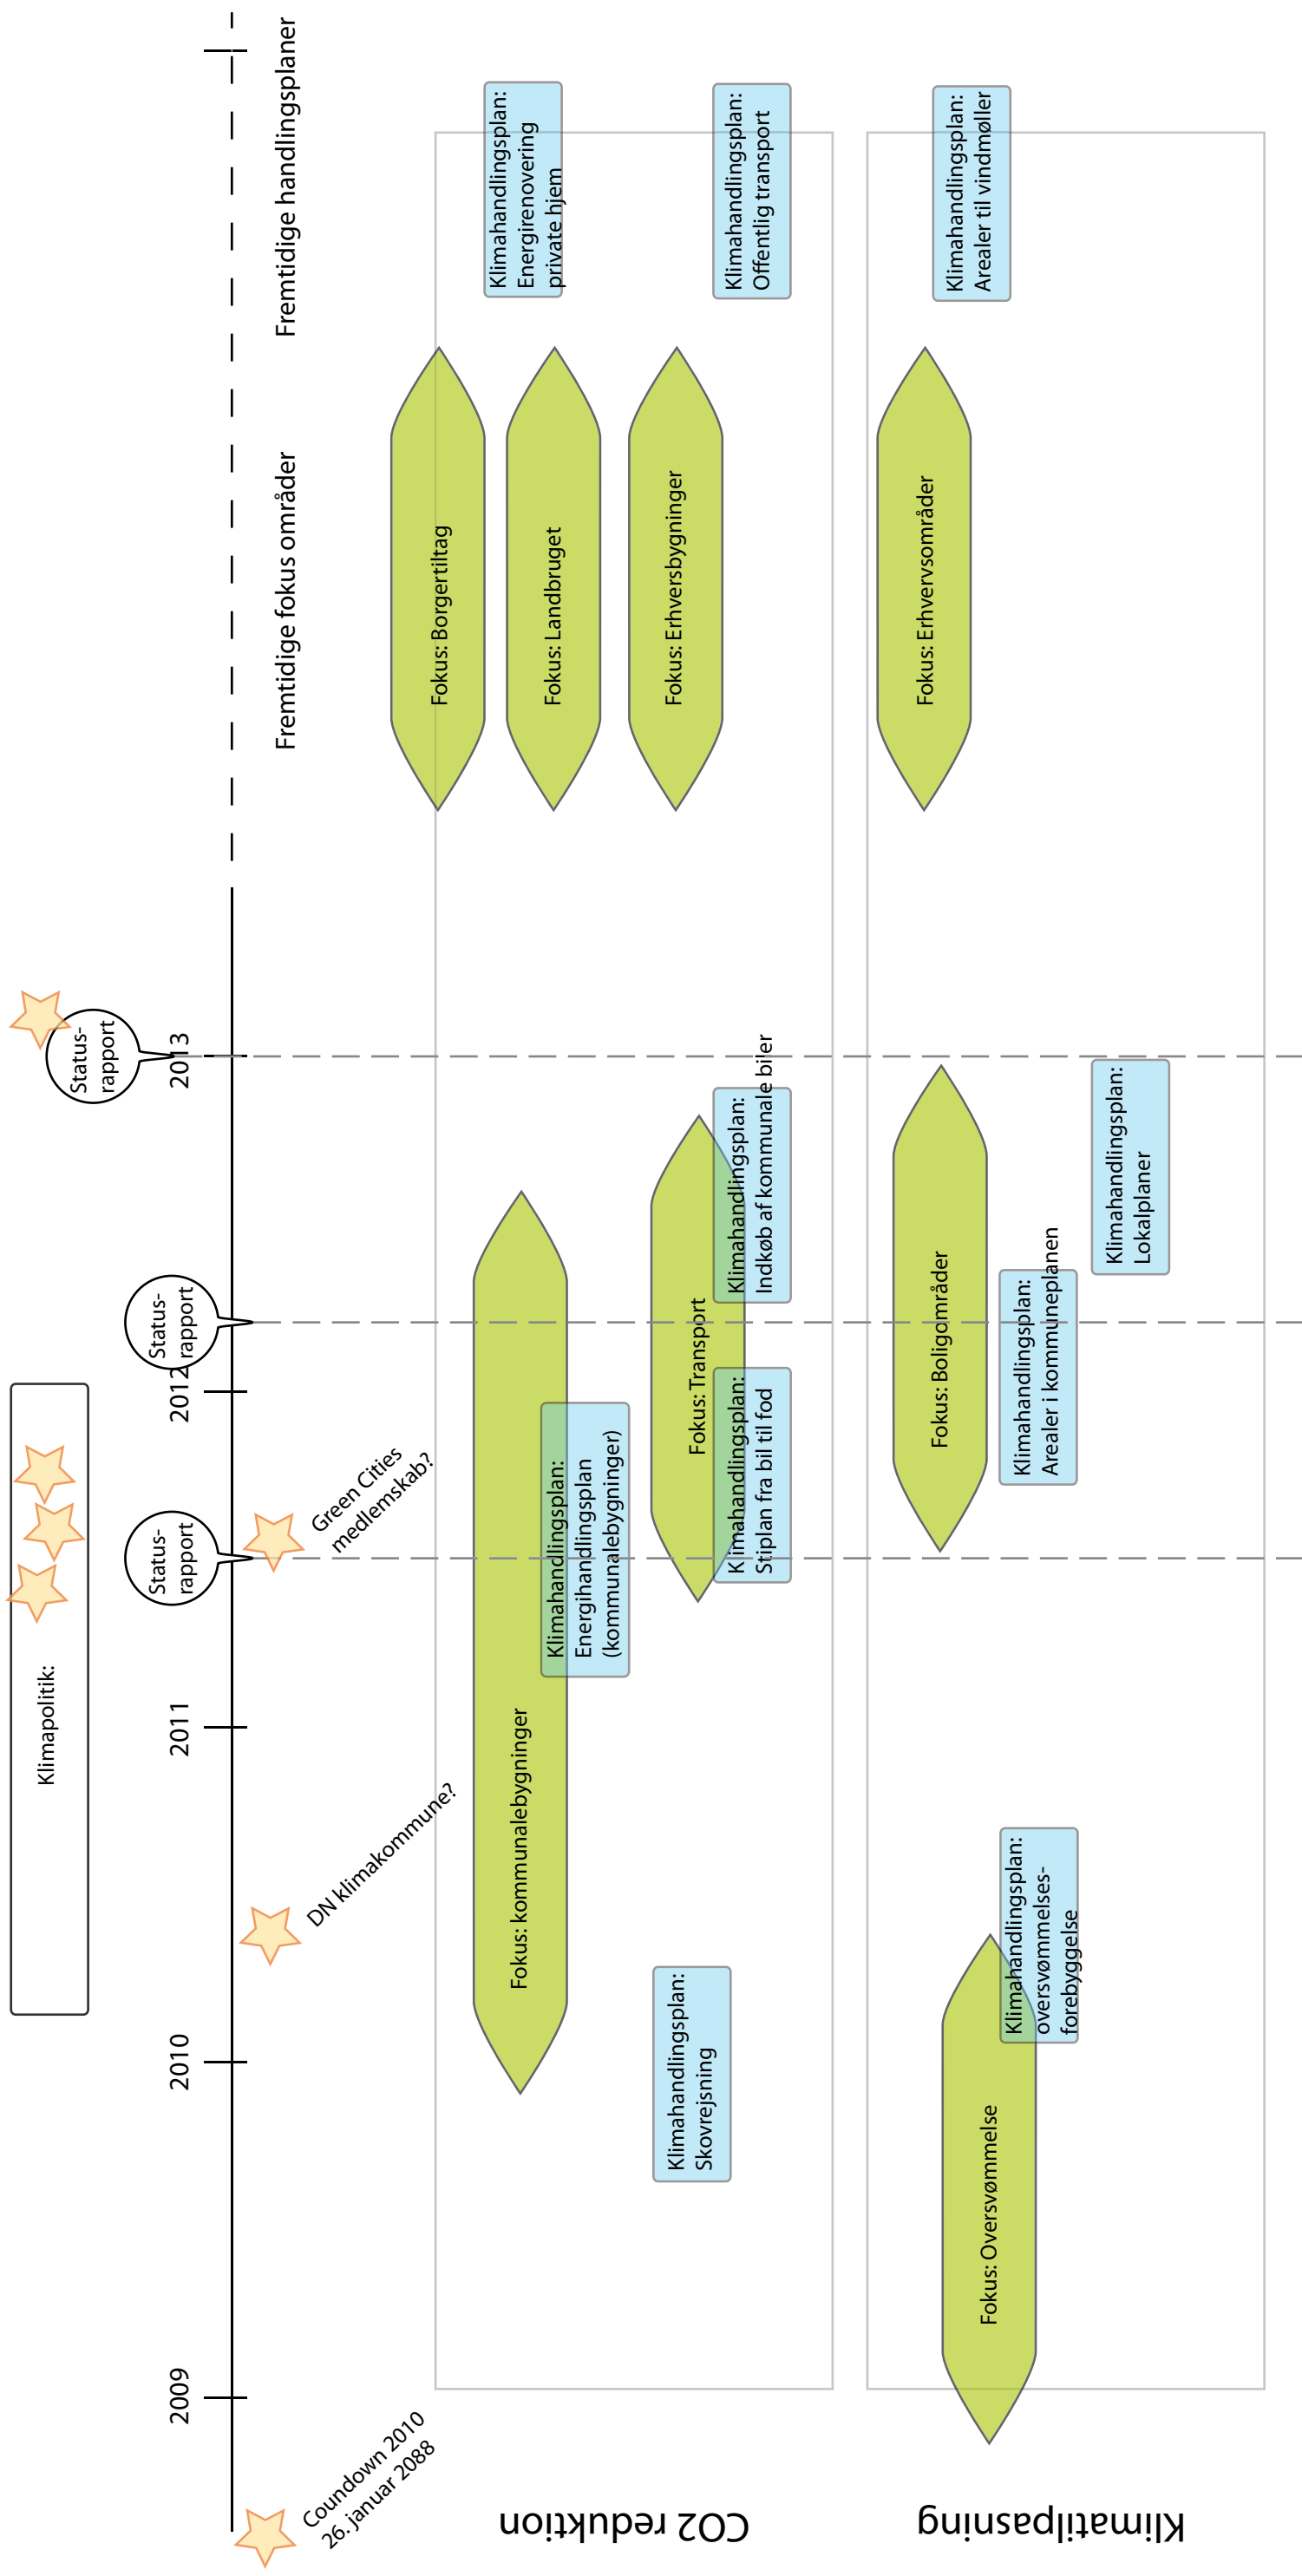 Klimapolitik:
Status-
rapport
Status-
rapport
Status-
rapport
2009
2010
2011
2012
2013
Coundown 2010
26. januar 2088
DN klimakommune?
Green Cities
medlemskab?
Fremtidige fokus områder
Fremtidige handlingsplaner
CO2 reduktion
Fokus: kommunalebygninger
Klimahandlingsplan:
Energihandlingsplan
(kommunalebygninger)
Klimahandlingsplan:
Skovrejsning
Fokus: Transport
Klimahandlingsplan:
Stiplan fra bil til fod
Klimahandlingsplan:
Indkøb af kommunale biler
Fokus: Borgertiltag
Fokus: Landbruget
Fokus: Erhversbygninger
Klimahandlingsplan:
Energirenovering
private hjem
Klimahandlingsplan:
Offentlig transport
Klimatilpasning
Fokus: Oversvømmelse
Klimahandlingsplan:
oversvømmelses-
forebyggelse
Fokus: Boligområder
Klimahandlingsplan:
Arealer i kommuneplanen
Klimahandlingsplan:
Lokalplaner
Fokus: Erhvervsområder
Klimahandlingsplan:
Arealer til vindmøller